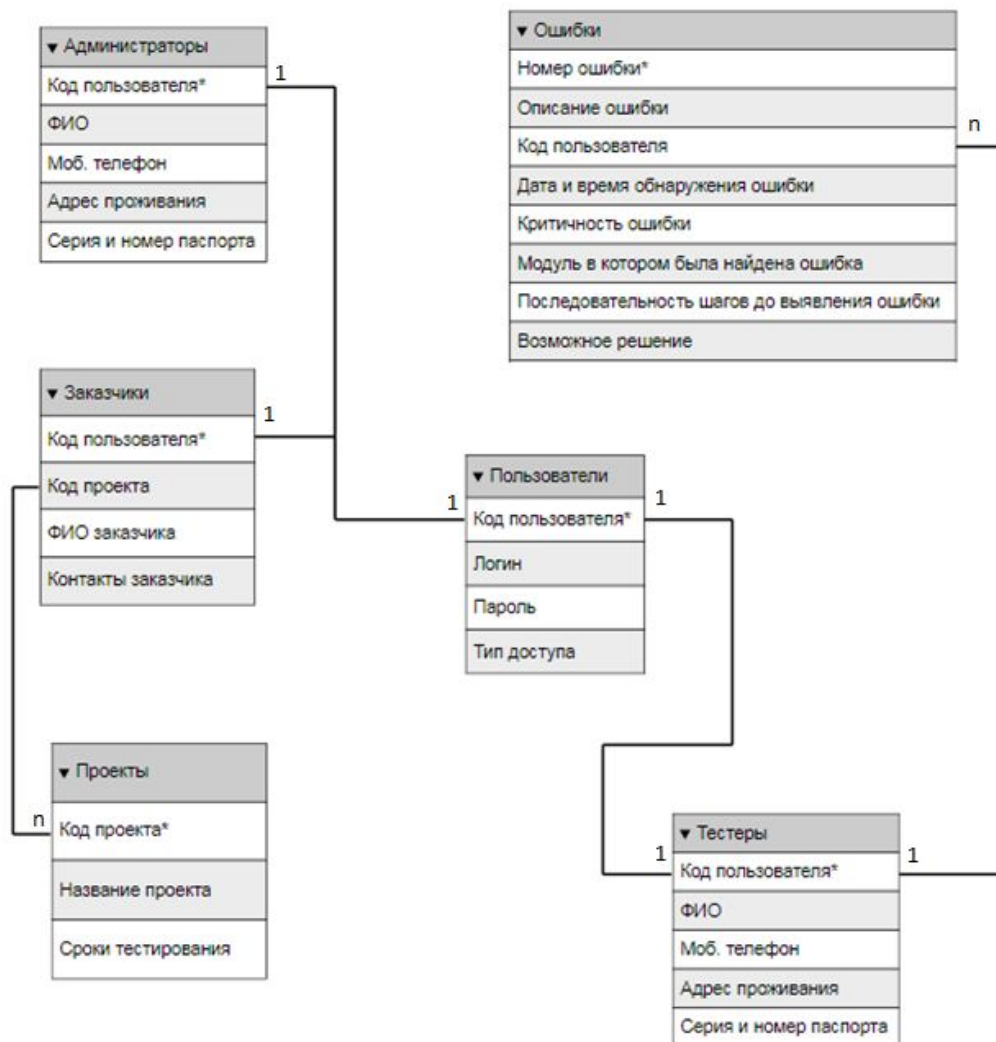 ▼ Администраторы
Код пользователя*
ФИО
Моб. телефон
Адрес проживания
Серия и номер паспорта
1
▼ Ошибки
Номер ошибки*
Описание ошибки
Код пользователя
Дата и время обнаружения ошибки
Критичность ошибки
Модуль в котором была найдена ошибка
Последовательность шагов до выявления ошибки
Возможное решение
n
▼ Заказчики
Код пользователя*
Код проекта
ФИО заказчика
Контакты заказчика
1
▼ Пользователи
Код пользователя*
Логин
Пароль
Тип доступа
1
1
▼ Проекты
Код проекта*
Название проекта
Сроки тестирования
n
▼ Тестеры
Код пользователя*
ФИО
Моб. телефон
Адрес проживания
Серия и номер паспорта
1
1